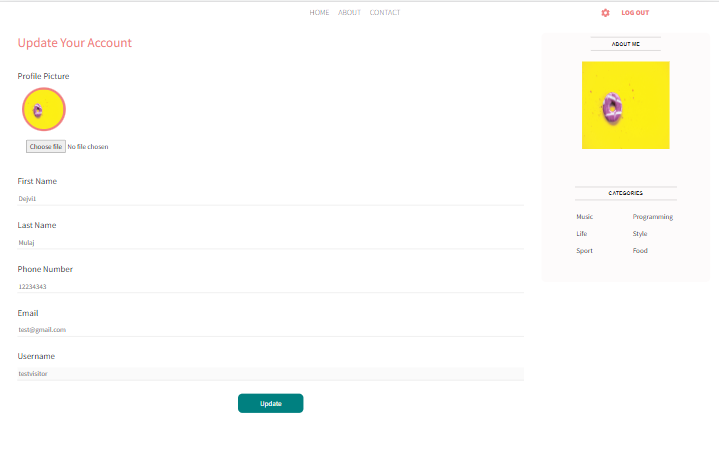 HOME ABOUT CONTACT
LOG OUT
Update Your Account
Profile Picture
Choose file No file chosen
First Name
Dejvi1
Last Name
Mulaj
Phone Number
12234343
Email
test@gmail.com
Username
testvisitor
Update
ABOUT ME
CATEGORIES
Music Programming
Life Style
Sport Food